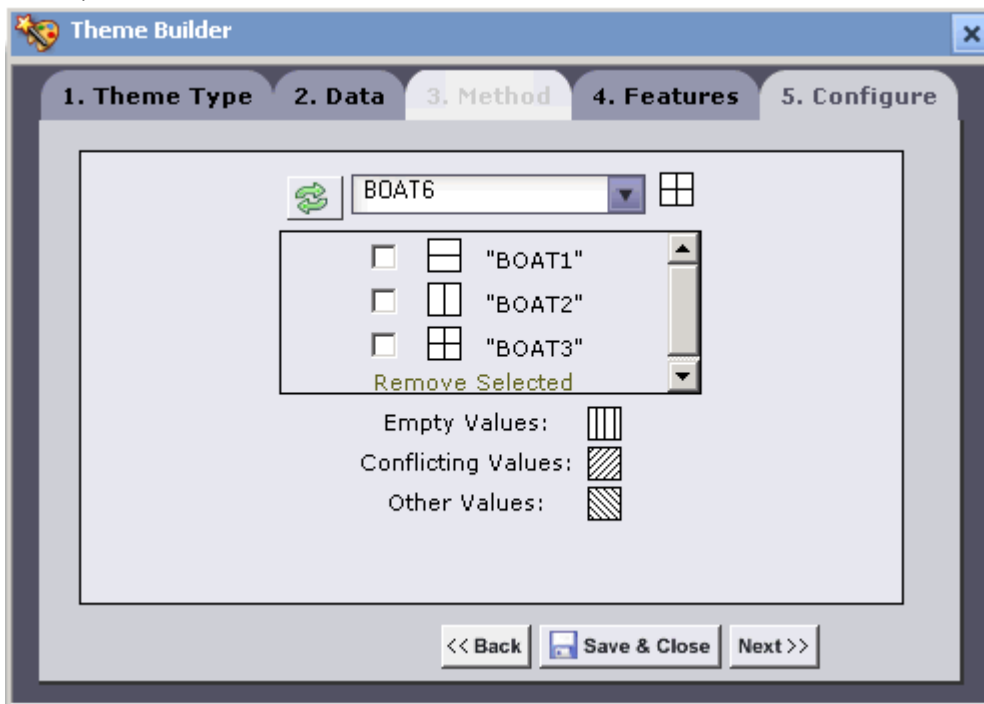 Theme Builder
1. Theme Type 2. Data 3. Method 4. Features 5. Configure
BOAT6
"BOAT1"
"BOAT2"
"BOAT3"
Remove Selected
Empty Values:
Conflicting Values:
Other Values:
<< Back Save & Close Next >>